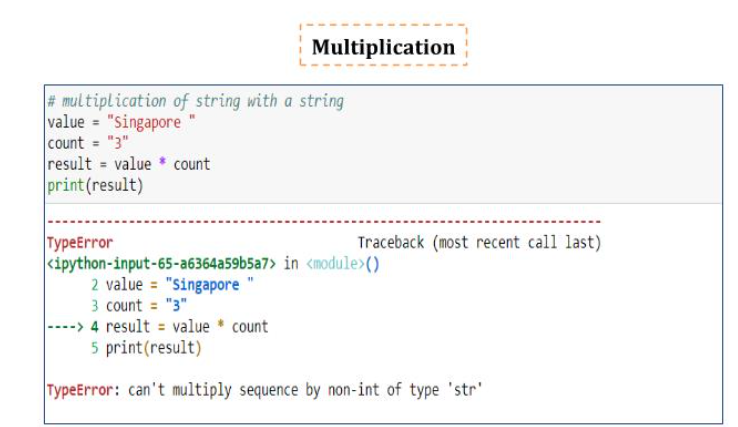 Multiplication
# multiplication of string with a string
value = "Singapore "
count = "3"
result = value * count
print(result)
---------------------------------------------------------------------------
TypeError                                 Traceback (most recent call last)
<ipython-input-65-a6364a59b5a7> in <module>()
      2 value = "Singapore "
      3 count = "3"
----> 4 result = value * count
      5 print(result)
TypeError: can't multiply sequence by non-int of type 'str'